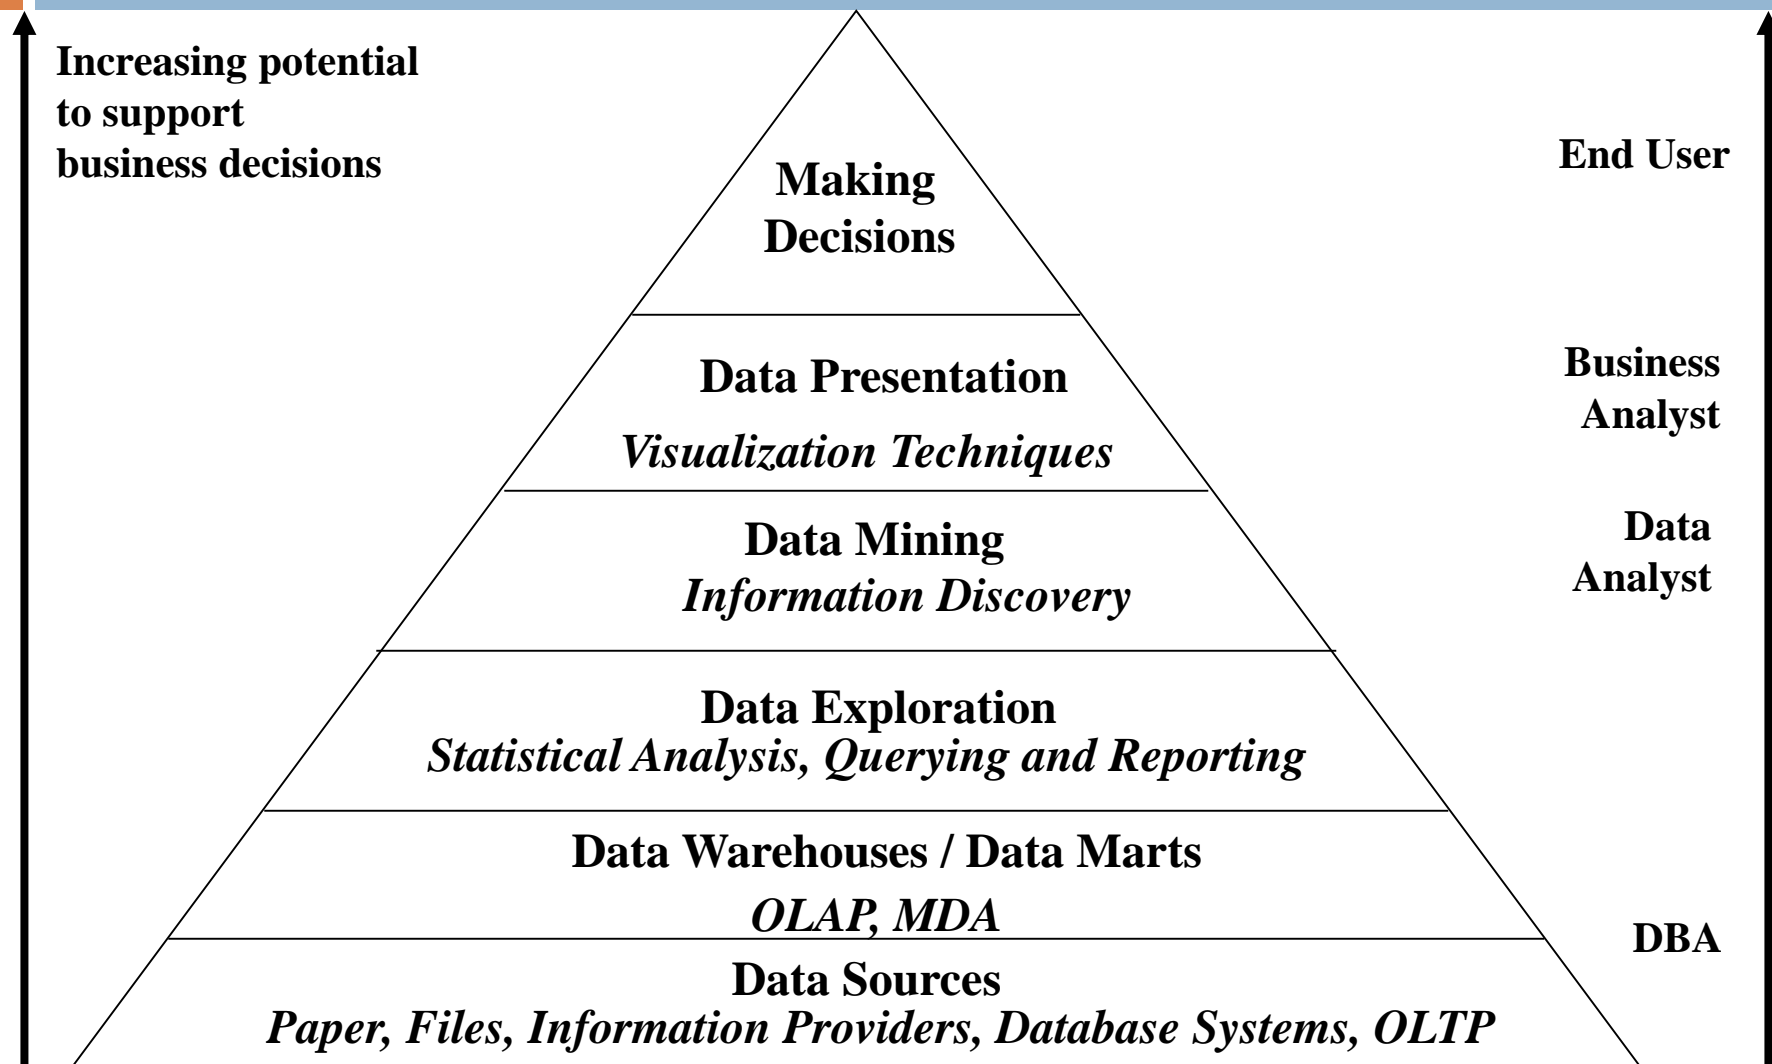 Increasing potential
to support
business decisions
End User
Making
Decisions
Business
Analyst
Data Presentation
Visualization Techniques
Data
Analyst
Data Mining
Information Discovery
Data Exploration
Statistical Analysis, Querying and Reporting
Data Warehouses / Data Marts
OLAP, MDA
DBA
Data Sources
Paper, Files, Information Providers, Database Systems, OLTP